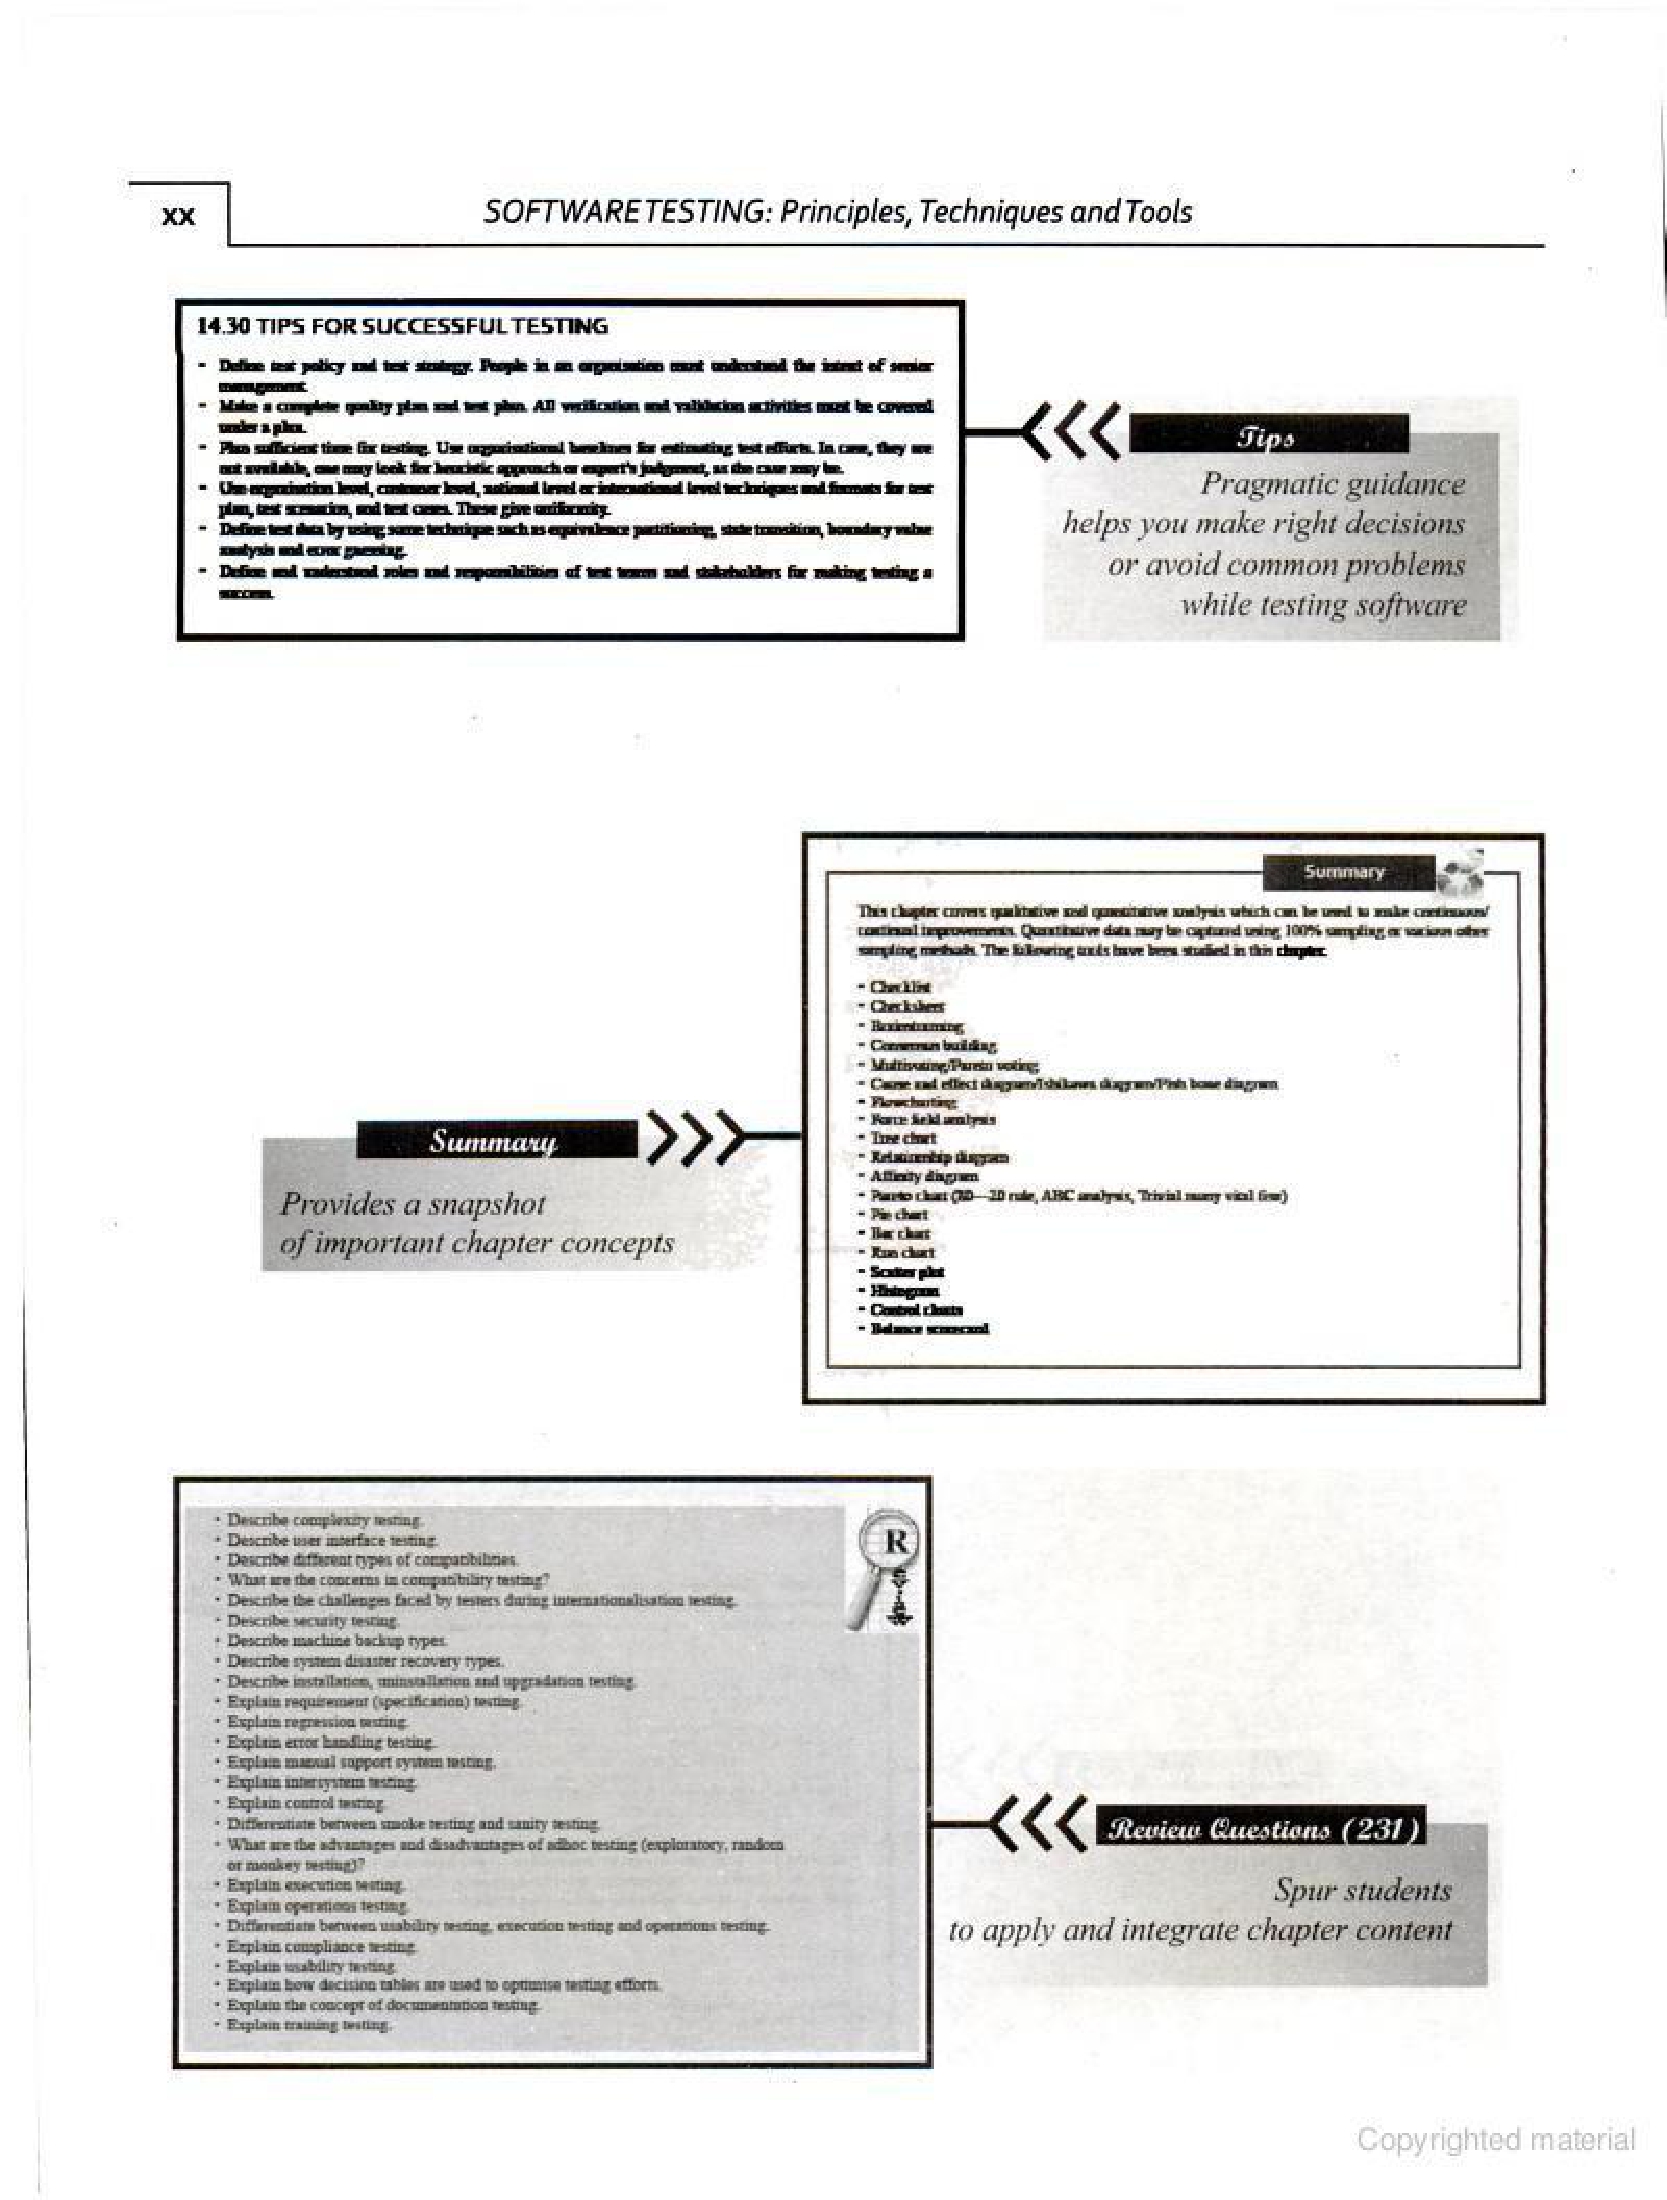 xx
SOFTWARE TESTING: Principles, Techniques and Tools
14.30 TIPS FOR SUCCESSFUL TESTING
- Define test policy and test strategy. People in an organisation must understand the intent of senior
management.
- Make a complete quality plan and test plan. All verification and validation activities must be covered
under a plan.
- Plan sufficient time for testing. Use organisational baselines for estimating test efforts. In case, they are
not available, one may look for heuristic approach or expert's judgment, as the case may be.
- Use organisation level, customer level, national level or international level techniques and formats for test
plan, test scenarios, and test cases. These give uniformity.
- Define test data by using some technique such as equivalence partitioning, state transition, boundary value
analysis and error guessing.
- Define and understand roles and responsibilities of test teams and stakeholders for making testing a
success.
Tips
Pragmatic guidance
helps you make right decisions
or avoid common problems
while testing software
Summary
This chapter covers qualitative and quantitative analysis which can be used to make continuous/
continual improvements. Quantitative data may be captured using 100% sampling or various other
sampling methods. The following tools have been studied in this chapter.
- Checklist
- Checksheet
- Brainstorming
- Consensus building
- Multivoting/Pareto voting
- Cause and effect diagram/Ishikawa diagram/Fish bone diagram
- Flowcharting
- Force field analysis
- Tree chart
- Relationship diagram
- Affinity diagram
- Pareto chart (80—20 rule, ABC analysis, Trivial many vital few)
- Pie chart
- Bar chart
- Run chart
- Scatter plot
- Histogram
- Control charts
- Balance scorecard
Summary
Provides a snapshot
of important chapter concepts
R
• Describe complexity testing.
• Describe user interface testing.
• Describe different types of compatibilities.
• What are the concerns in compatibility testing?
• Describe the challenges faced by testers during internationalisation testing.
• Describe security testing.
• Describe machine backup types.
• Describe system disaster recovery types.
• Describe installation, uninstallation and upgradation testing.
• Explain requirement (specification) testing.
• Explain regression testing.
• Explain error handling testing.
• Explain manual support system testing.
• Explain intersystem testing.
• Explain control testing.
• Differentiate between smoke testing and sanity testing.
• What are the advantages and disadvantages of adhoc testing (exploratory, random
or monkey testing)?
• Explain execution testing.
• Explain operations testing.
• Differentiate between usability testing, execution testing and operations testing.
• Explain compliance testing.
• Explain usability testing.
• Explain how decision tables are used to optimise testing efforts.
• Explain the concept of documentation testing.
• Explain training testing.
Review Questions (231)
Spur students
to apply and integrate chapter content
Copyrighted material